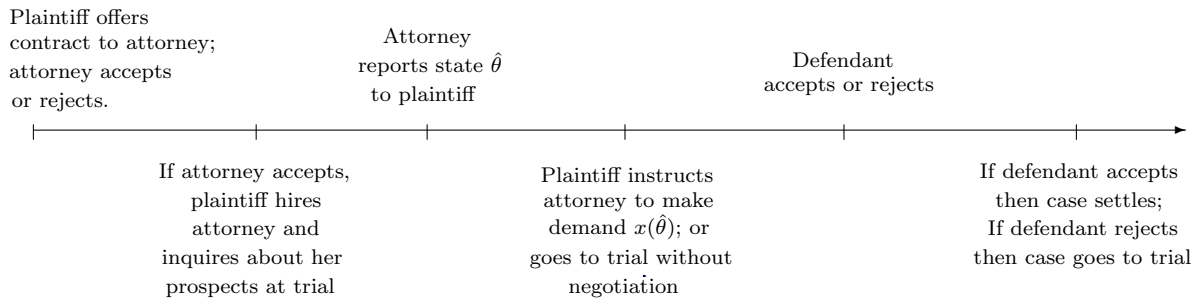 Plaintiff offers
contract to attorney;
attorney accepts
or rejects.
If attorney accepts,
plaintiff hires
attorney and
inquires about her
prospects at trial
Attorney
reports state θ̂
to plaintiff
Plaintiff instructs
attorney to make
demand x(θ̂); or
goes to trial without
negotiation
Defendant
accepts or rejects
If defendant accepts
then case settles;
If defendant rejects
then case goes to trial